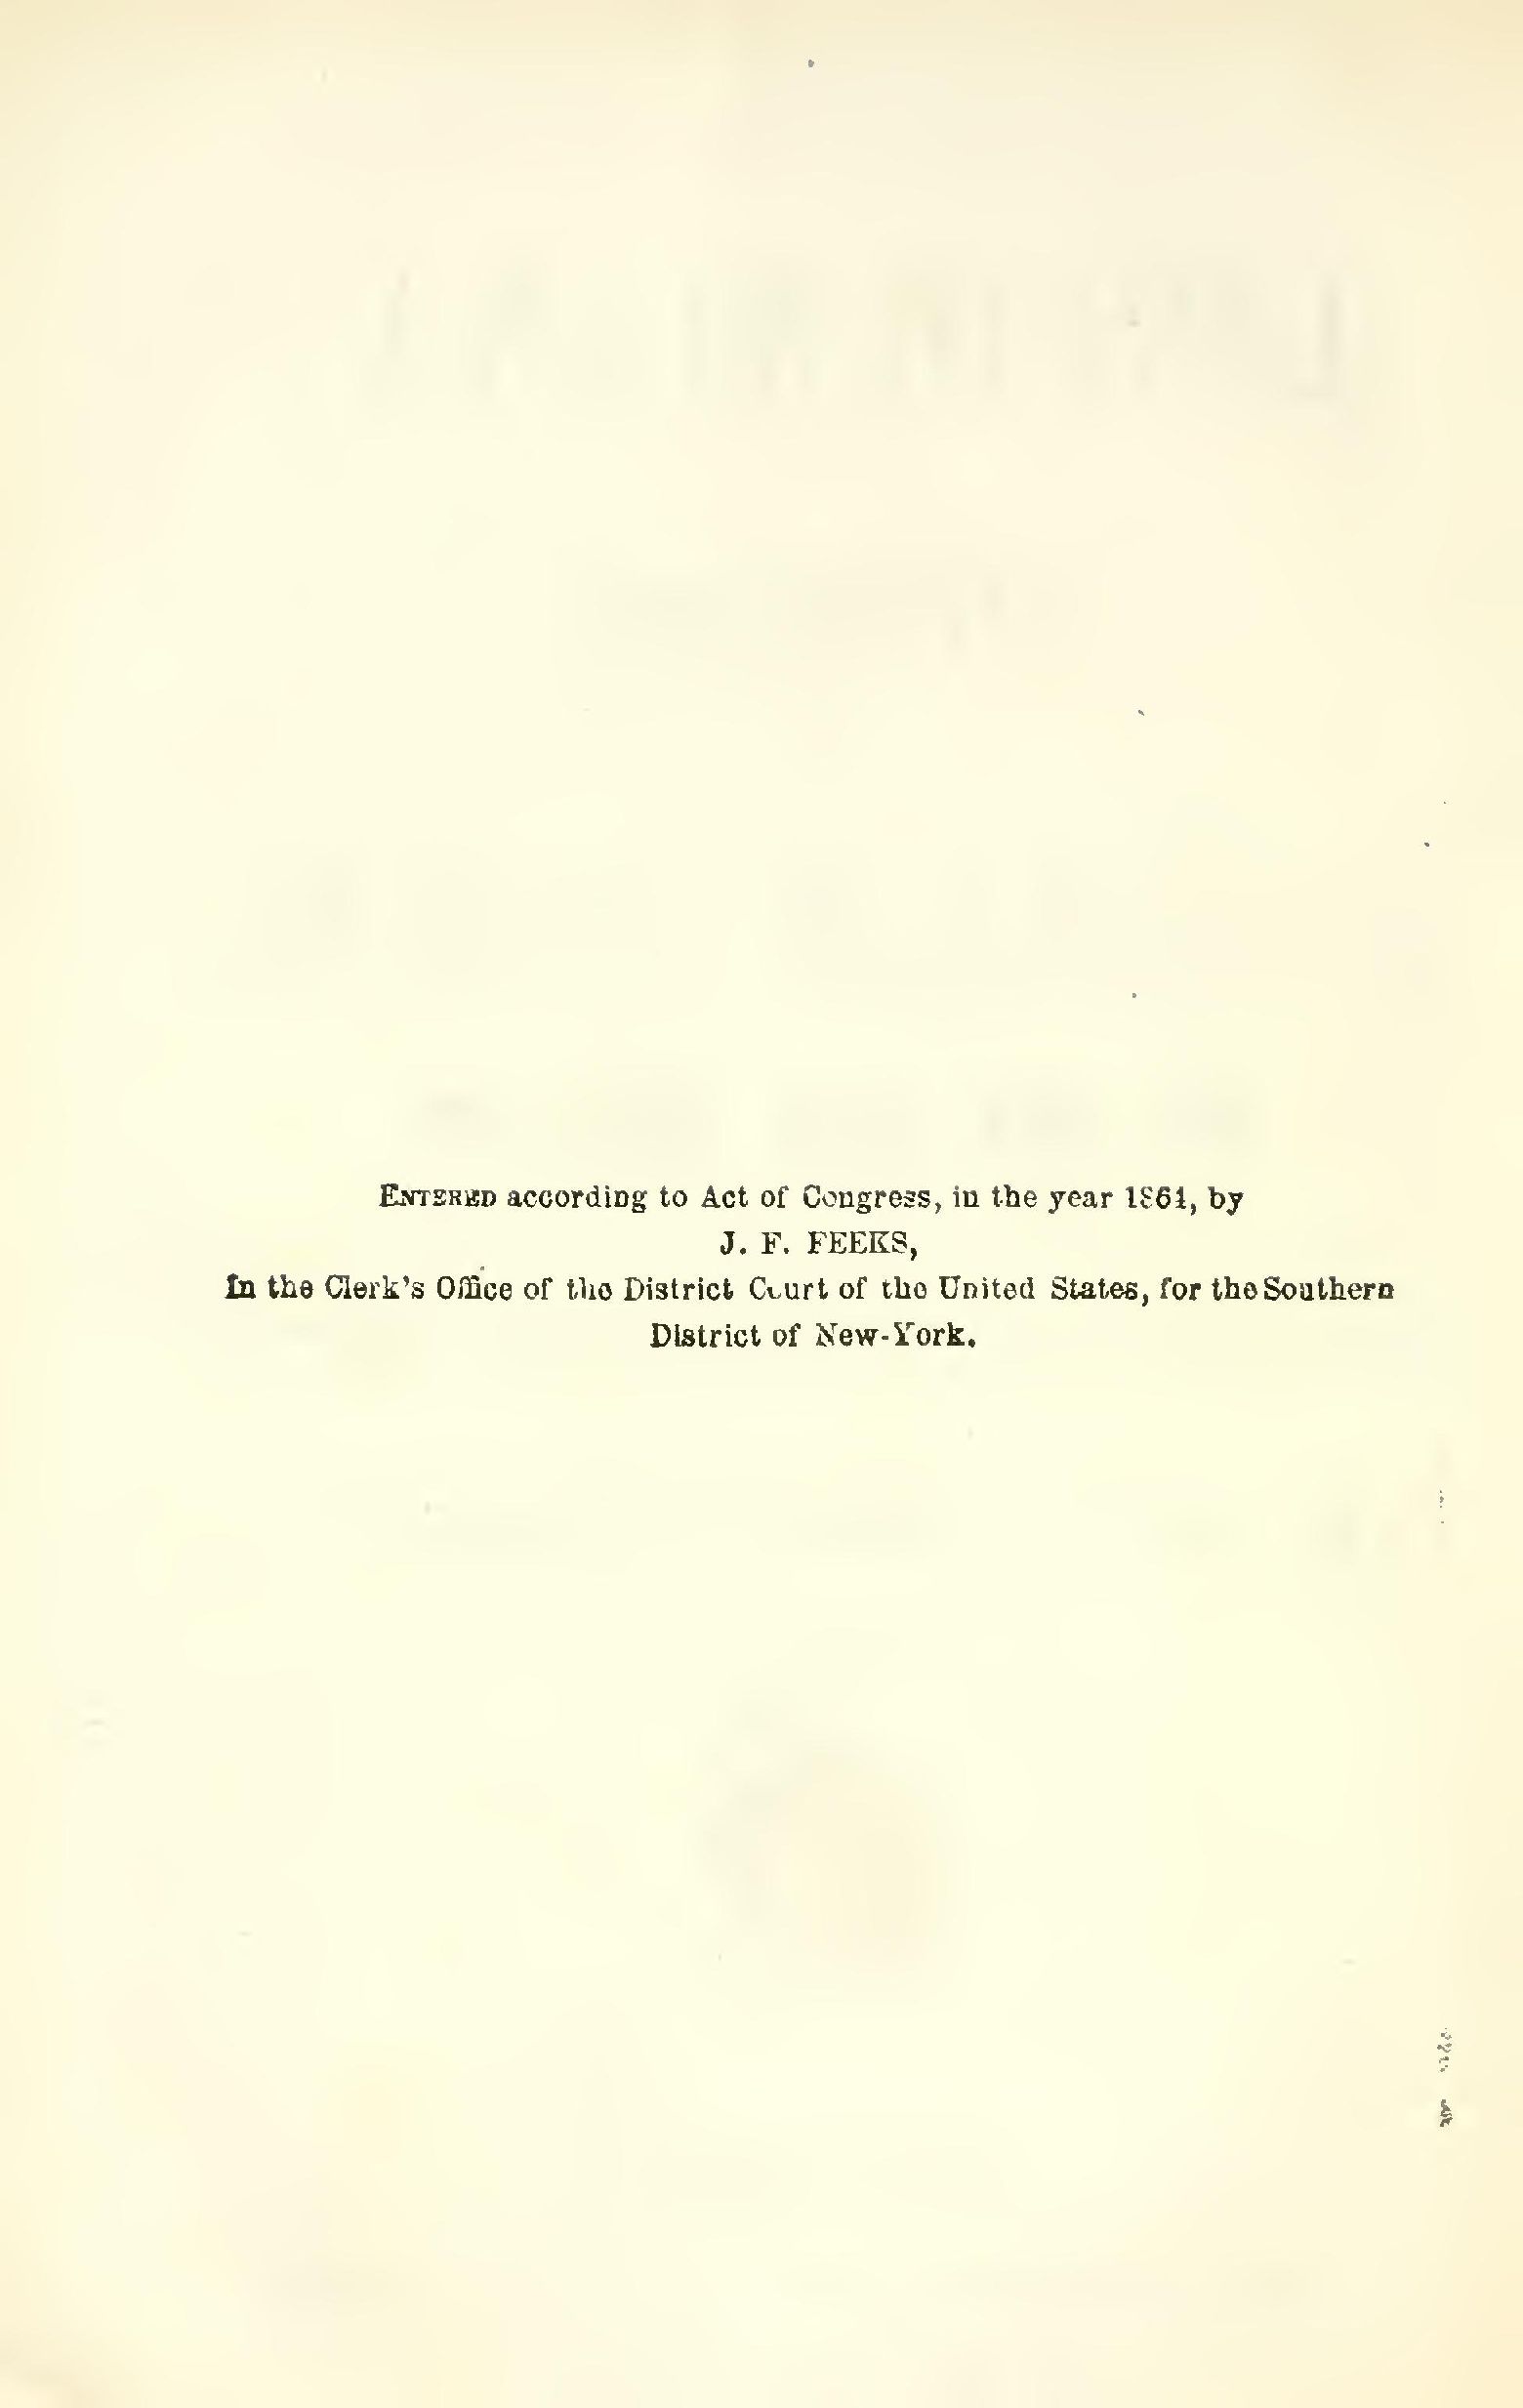 ENTERED according to Act of Congress, in the year 1864, by
J. F. FEEKS,
In the Clerk's Office of the District Court of the United States, for the Southern
District of New-York.